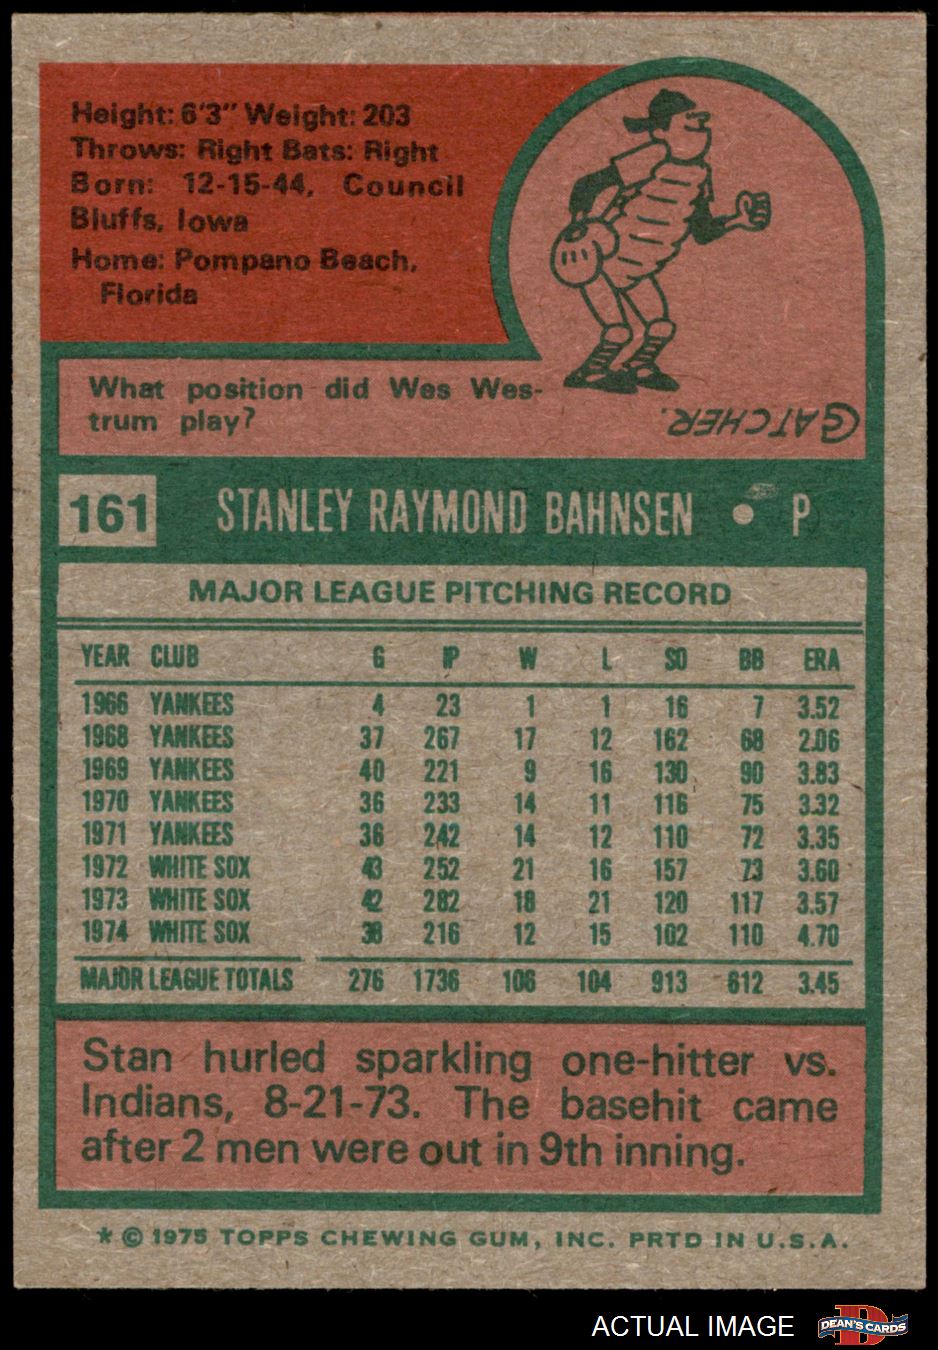 Height: 6'3" Weight: 203
Throws: Right Bats: Right
Born: 12-15-44, Council
Bluffs, Iowa
Home: Pompano Beach,
Florida
What position did Wes Wes-
trum play?
CATCHER.
161 STANLEY RAYMOND BAHNSEN • P
MAJOR LEAGUE PITCHING RECORD
YEAR CLUB G IP W L SO BB ERA
1966 YANKEES 4 23 1 1 16 7 3.52
1968 YANKEES 37 267 17 12 162 68 2.06
1969 YANKEES 40 221 9 16 130 90 3.83
1970 YANKEES 36 233 14 11 116 75 3.32
1971 YANKEES 36 242 14 12 110 72 3.35
1972 WHITE SOX 43 252 21 16 157 73 3.60
1973 WHITE SOX 42 282 18 21 120 117 3.57
1974 WHITE SOX 38 216 12 15 102 110 4.70
MAJOR LEAGUE TOTALS 276 1736 106 104 913 612 3.45
Stan hurled sparkling one-hitter vs.
Indians, 8-21-73. The basehit came
after 2 men were out in 9th inning.
* © 1975 TOPPS CHEWING GUM, INC. PRTD IN U.S.A.
ACTUAL IMAGE D DEAN'S CARDS